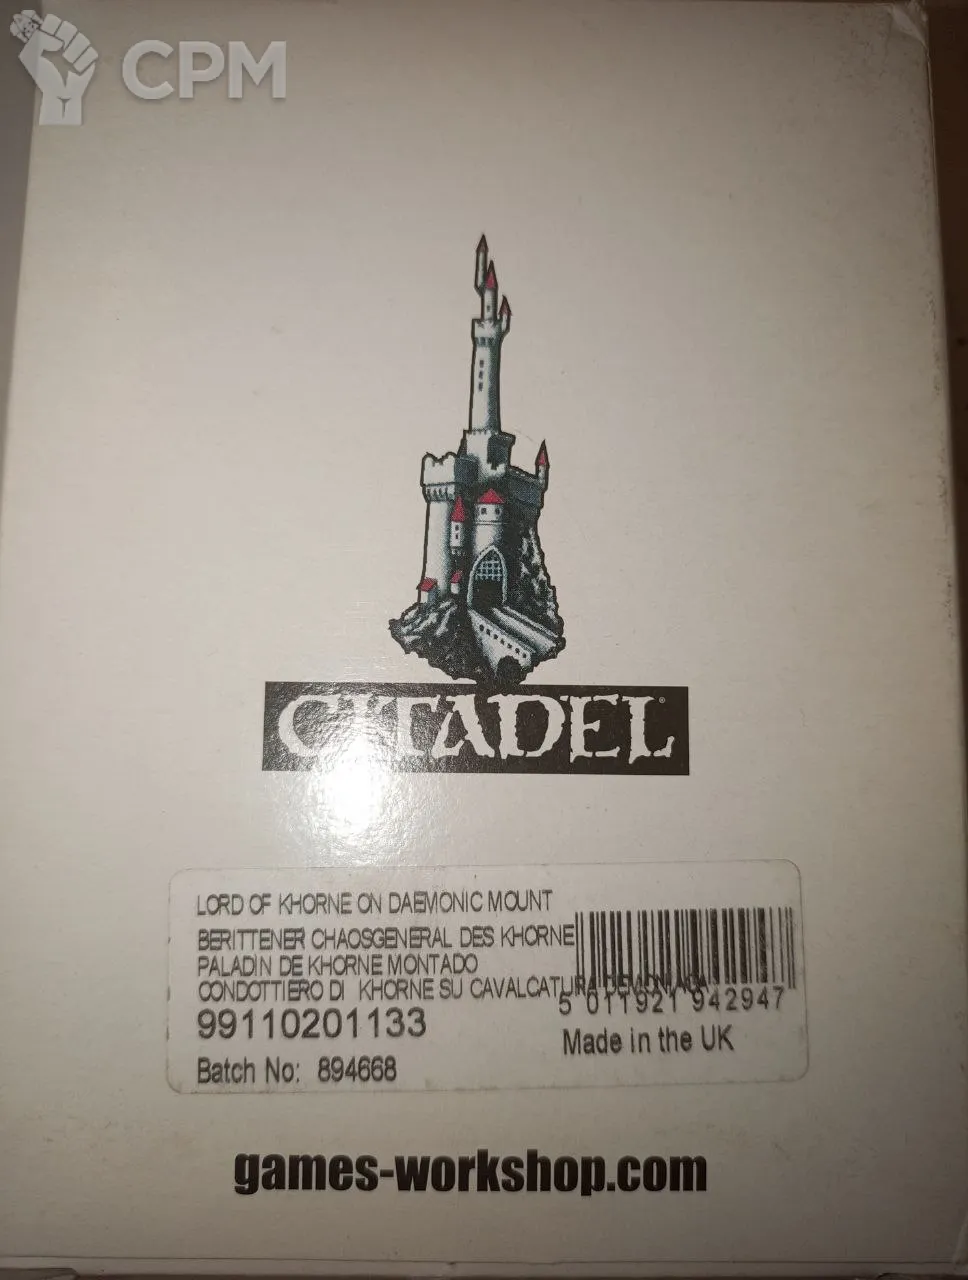 CPM
CITADEL
LORD OF KHORNE ON DAEMONIC MOUNT
BERITTENER CHAOSGENERAL DES KHORNE
PALADIN DE KHORNE MONTADO
CONDOTTIERO DI KHORNE SU CAVALCATURA DEMONIACA
5 011921 942947
99110201133
Made in the UK
Batch No: 894668
games-workshop.com